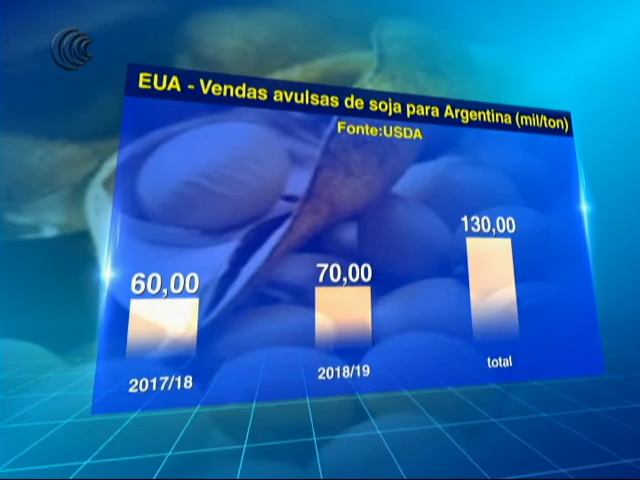 EUA - Vendas avulsas de soja para Argentina (mil/ton)
Fonte:USDA
130,00
60,00
70,00
total
2018/19
2017/18